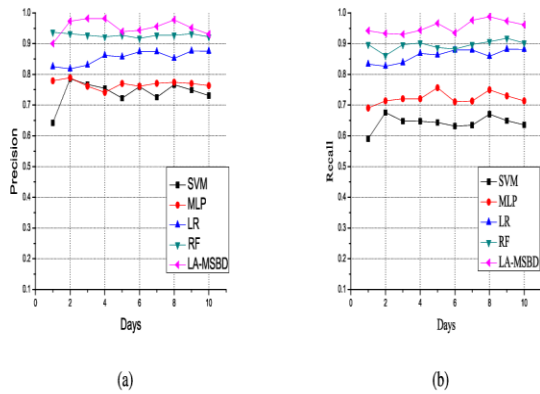 1.0
0.9
0.8
0.7
0.6
0.5
0.4
0.3
0.2
0.1
Precision
SVM
MLP
LR
RF
LA-MSBD
0 2 4 6 8 10
Days
(a)
1.0
0.9
0.8
0.7
0.6
0.5
0.4
0.3
0.2
0.1
Recall
SVM
MLP
LR
RF
LA-MSBD
0 2 4 6 8 10
Days
(b)